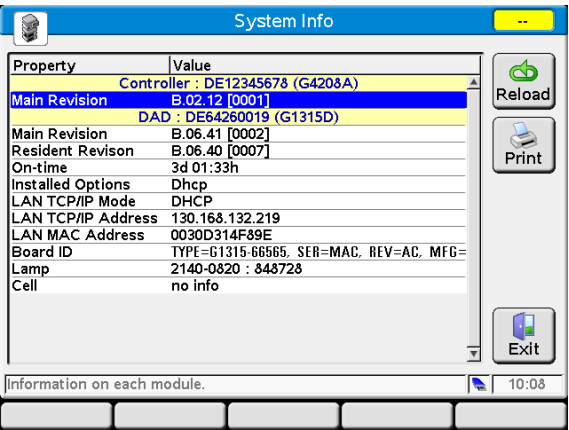 System Info
--
Property Value
Controller : DE12345678 (G4208A)
Main Revision B.02.12 [0001]
DAD : DE64260019 (G1315D)
Main Revision B.06.41 [0002]
Resident Revison B.06.40 [0007]
On-time 3d 01:33h
Installed Options Dhcp
LAN TCP/IP Mode DHCP
LAN TCP/IP Address 130.168.132.219
LAN MAC Address 0030D314F89E
Board ID TYPE=G1315-66565, SER=MAC, REV=AC, MFG=
Lamp 2140-0820 : 848728
Cell no info
Reload
Print
Exit
Information on each module.
10:08